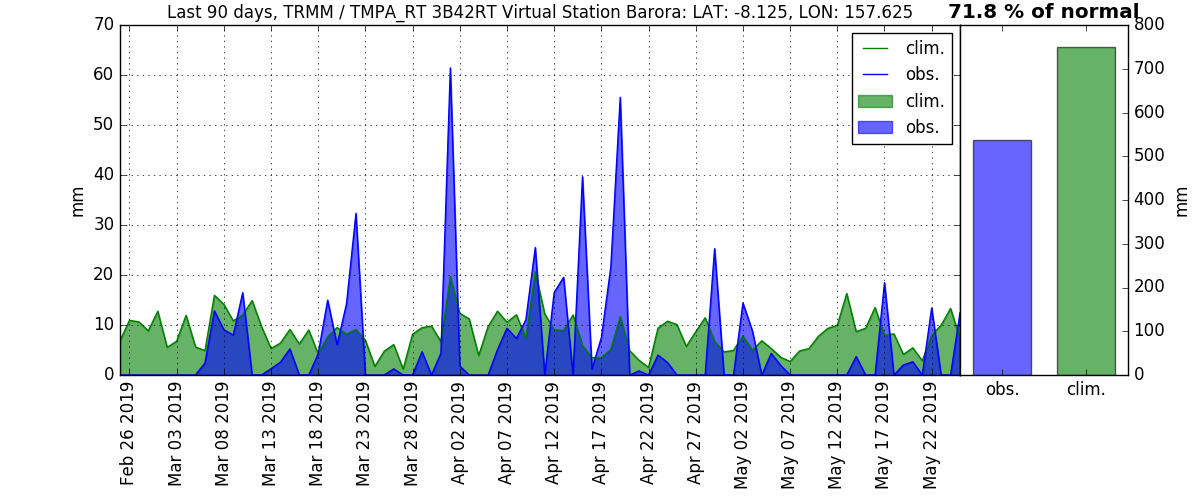 Last 90 days, TRMM / TMPA_RT 3B42RT Virtual Station Barora: LAT: -8.125, LON: 157.625
71.8 % of normal
70
60
50
40
30
20
10
0
mm
clim.
obs.
clim.
obs.
Feb 26 2019
Mar 03 2019
Mar 08 2019
Mar 13 2019
Mar 18 2019
Mar 23 2019
Mar 28 2019
Apr 02 2019
Apr 07 2019
Apr 12 2019
Apr 17 2019
Apr 22 2019
Apr 27 2019
May 02 2019
May 07 2019
May 12 2019
May 17 2019
May 22 2019
800
700
600
500
400
300
200
100
0
mm
obs.
clim.